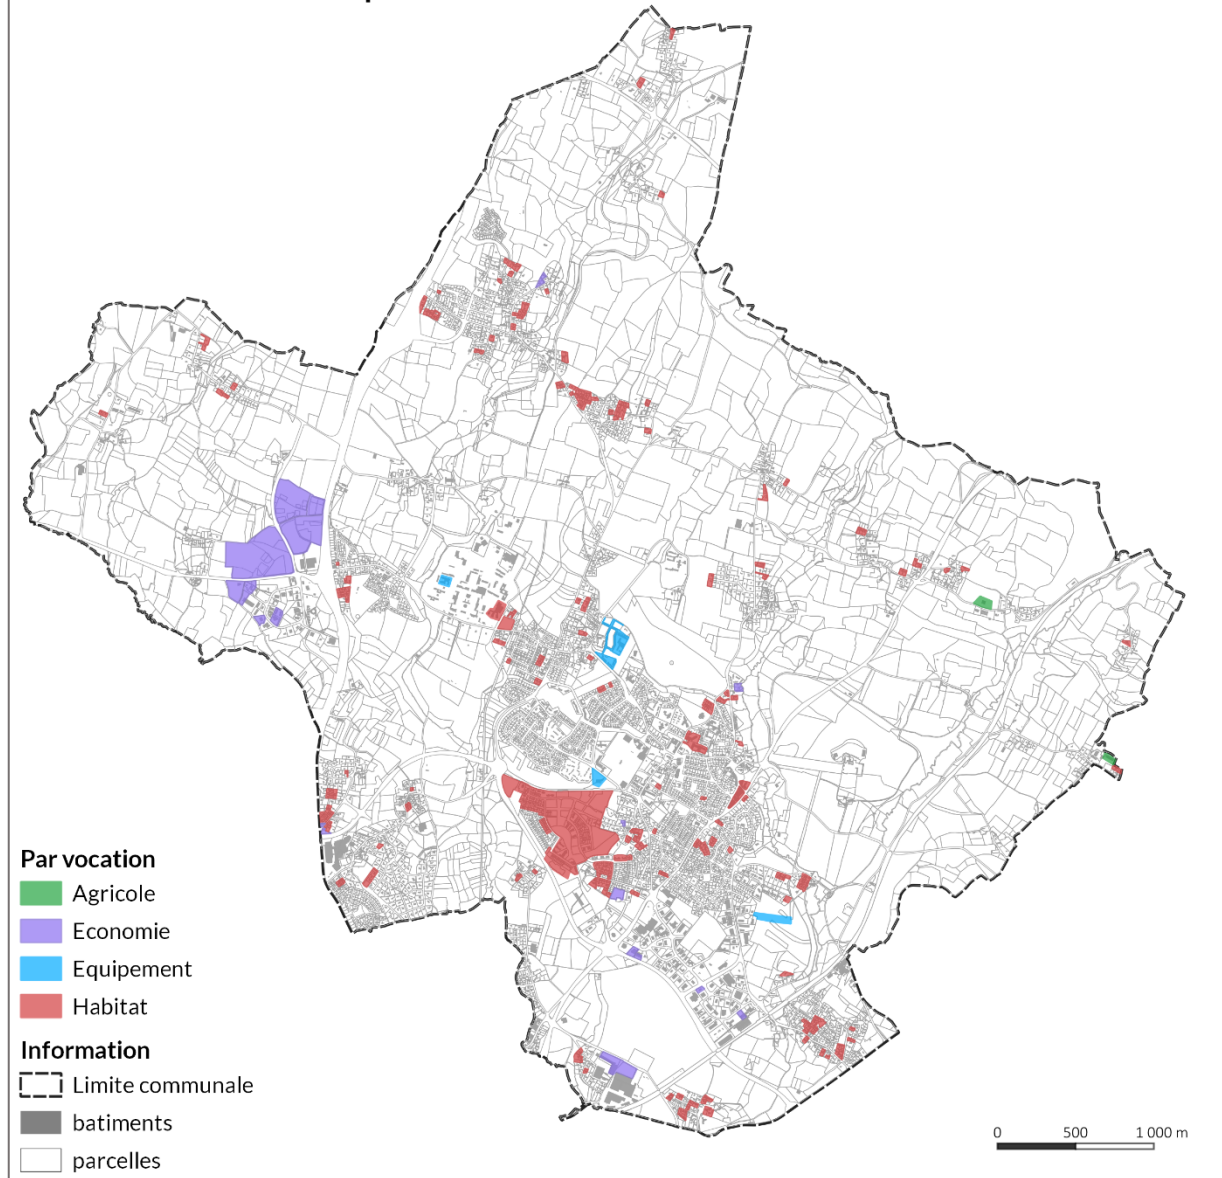 Par vocation
Agricole
Economie
Equipement
Habitat
Information
Limite communale
batiments
parcelles
0 500 1 000 m